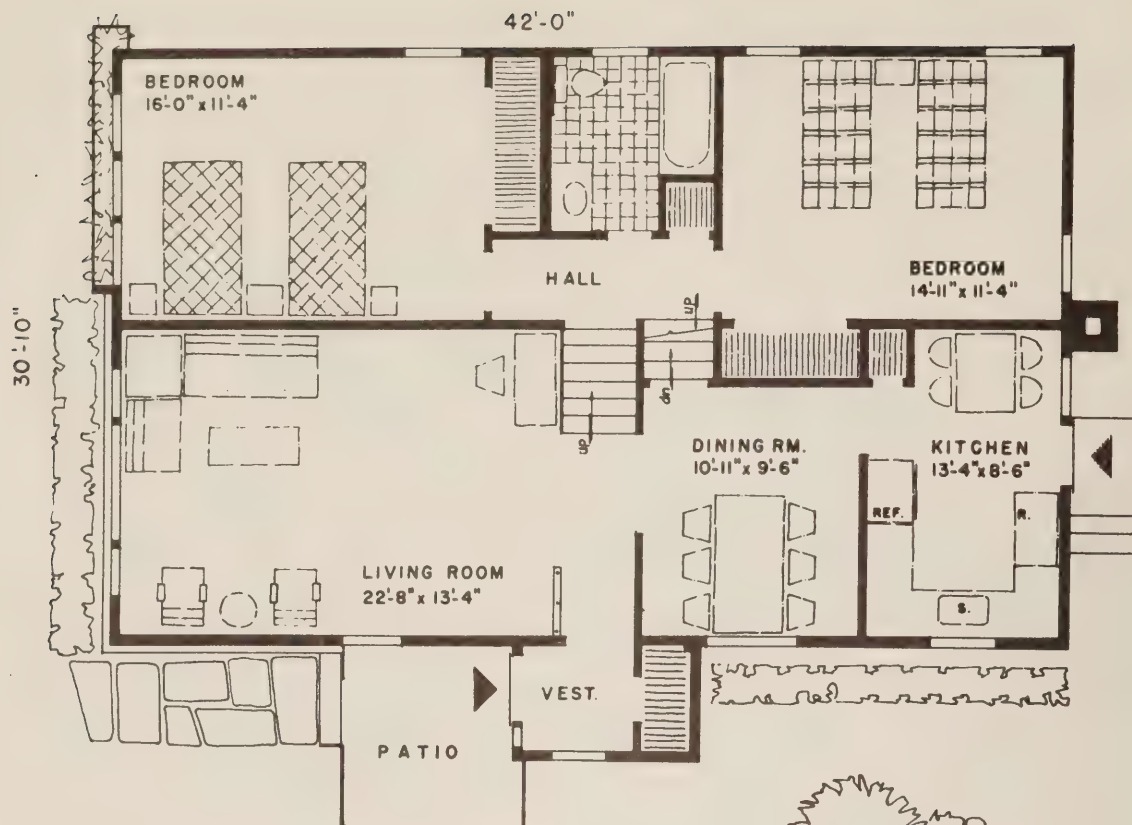 42'-0"
BEDROOM
16'-0" x 11'-4"
HALL
BEDROOM
14'-11" x 11'-4"
30'-10"
UP
dn
UP
DINING RM.
10'-11" x 9'-6"
KITCHEN
13'-4" x 8'-6"
REF.
R.
LIVING ROOM
22'-8" x 13'-4"
S.
VEST.
PATIO